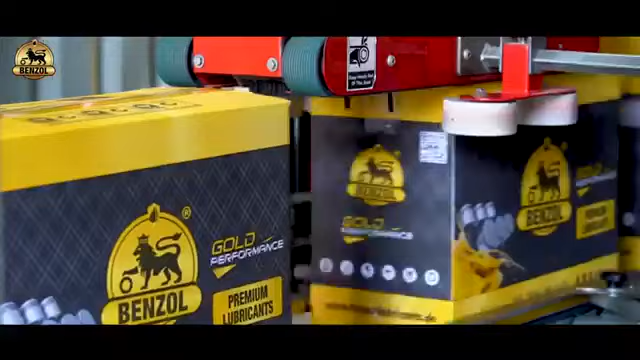 BENZOL
BENZOL
®
GOLD
PERFORMANCE
PREMIUM
LUBRICANTS
BENZOL
GOLD
PERFORMANCE
BENZOL
PREMIUM
LUBRICANTS